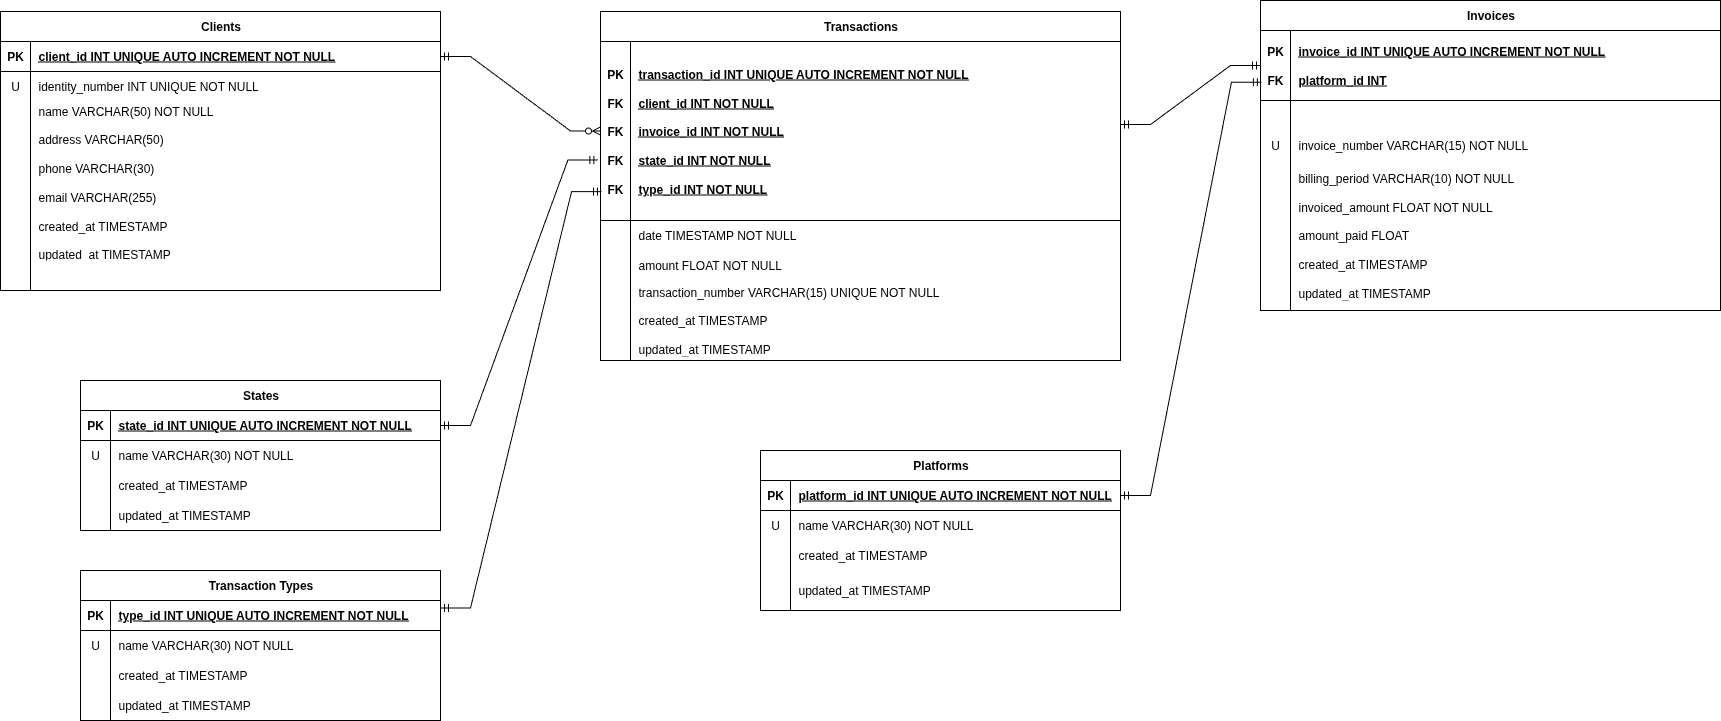 Clients
PK client_id INT UNIQUE AUTO INCREMENT NOT NULL
U identity_number INT UNIQUE NOT NULL
name VARCHAR(50) NOT NULL
address VARCHAR(50)
phone VARCHAR(30)
email VARCHAR(255)
created_at TIMESTAMP
updated_at TIMESTAMP
Transactions
PK transaction_id INT UNIQUE AUTO INCREMENT NOT NULL
FK client_id INT NOT NULL
FK invoice_id INT NOT NULL
FK state_id INT NOT NULL
FK type_id INT NOT NULL
date TIMESTAMP NOT NULL
amount FLOAT NOT NULL
transaction_number VARCHAR(15) UNIQUE NOT NULL
created_at TIMESTAMP
updated_at TIMESTAMP
Invoices
PK invoice_id INT UNIQUE AUTO INCREMENT NOT NULL
FK platform_id INT
U invoice_number VARCHAR(15) NOT NULL
billing_period VARCHAR(10) NOT NULL
invoiced_amount FLOAT NOT NULL
amount_paid FLOAT
created_at TIMESTAMP
updated_at TIMESTAMP
States
PK state_id INT UNIQUE AUTO INCREMENT NOT NULL
U name VARCHAR(30) NOT NULL
created_at TIMESTAMP
updated_at TIMESTAMP
Platforms
PK platform_id INT UNIQUE AUTO INCREMENT NOT NULL
U name VARCHAR(30) NOT NULL
created_at TIMESTAMP
updated_at TIMESTAMP
Transaction Types
PK type_id INT UNIQUE AUTO INCREMENT NOT NULL
U name VARCHAR(30) NOT NULL
created_at TIMESTAMP
updated_at TIMESTAMP